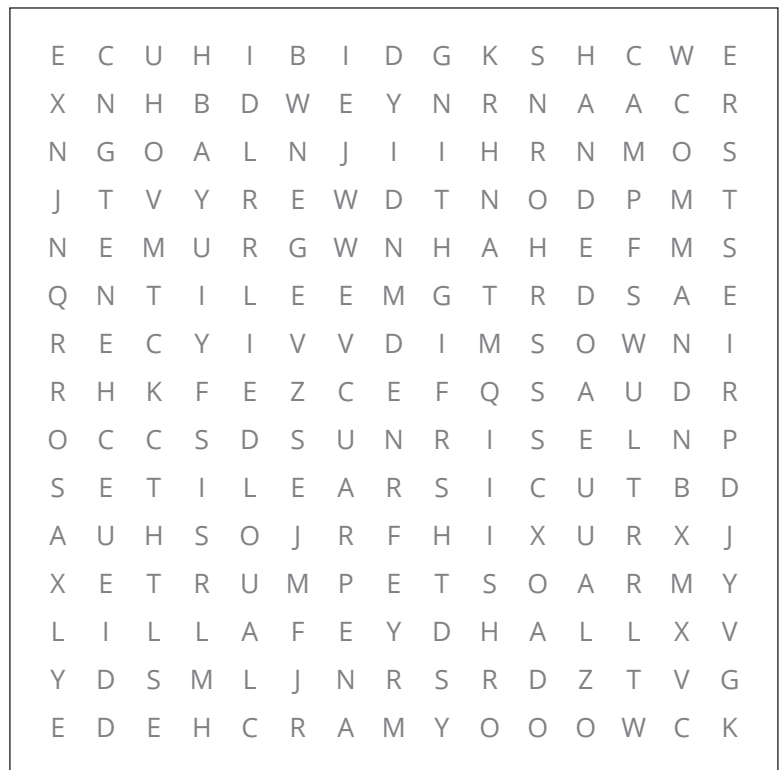 E C U H I B I D G K S H C W E
X N H B D W E Y N R N A A C R
N G O A L N J I I H R N M O S
J T V Y R E W D T N O D P M T
N E M U R G W N H A H E F M S
Q N T I L E E M G T R D S A E
R E C Y I V V D I M S O W N I
R H K F E Z C E F Q S A U D R
O C C S D S U N R I S E L N P
S E T I L E A R S I C U T B D
A U H S O J R F H I X U R X J
X E T R U M P E T S O A R M Y
L I L L A F E Y D H A L L X V
Y D S M L J N R S R D Z T V G
E D E H C R A M Y O O O W C K